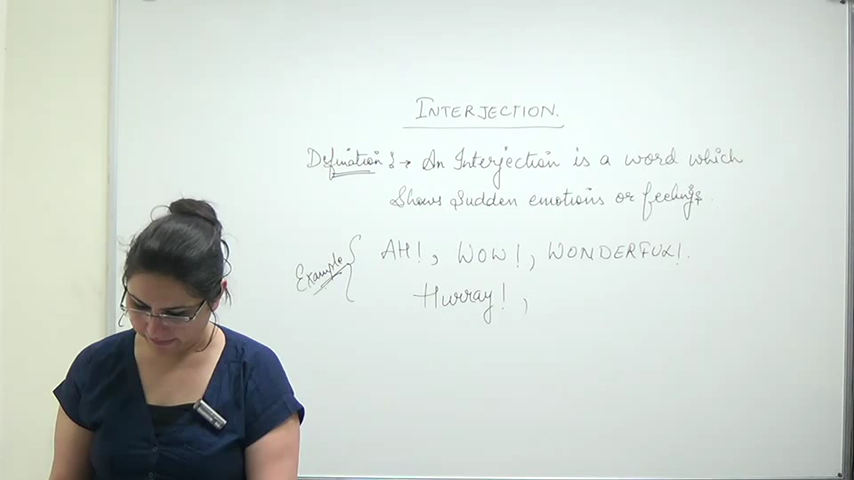 INTERJECTION.
Definition :→ An Interjection is a word which
Shows Sudden emotions or feelings.
Example { AH!, WOW!, WONDERFUL!.
Hurray!,